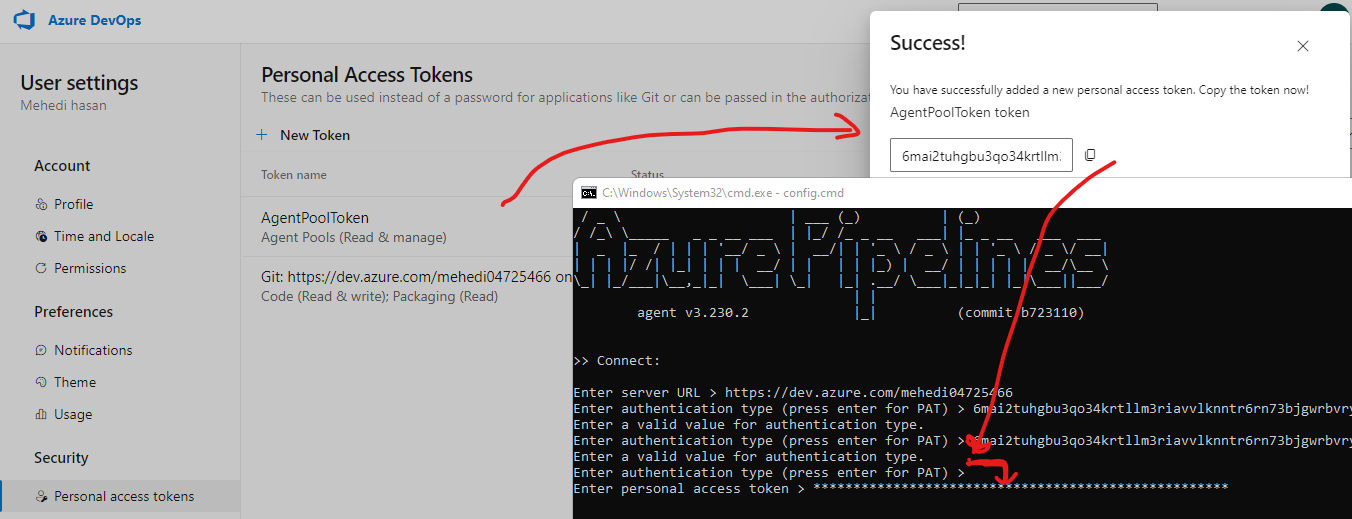 Azure DevOps
User settings
Mehedi hasan
Account
Profile
Time and Locale
Permissions
Preferences
Notifications
Theme
Usage
Security
Personal access tokens
Personal Access Tokens
These can be used instead of a password for applications like Git or can be passed in the authorizat
+ New Token
Token name Status
AgentPoolToken
Agent Pools (Read & manage)
Git: https://dev.azure.com/mehedi04725466 on
Code (Read & write); Packaging (Read)
Success!
You have successfully added a new personal access token. Copy the token now!
AgentPoolToken token
6mai2tuhgbu3qo34krtllm
C:\Windows\System32\cmd.exe - config.cmd
Azure Pipelines
agent v3.230.2 (commit b723110)
>> Connect:
Enter server URL > https://dev.azure.com/mehedi04725466
Enter authentication type (press enter for PAT) > 6mai2tuhgbu3qo34krtllm3riavvlknntr6rn73bjgwrbvry
Enter a valid value for authentication type.
Enter authentication type (press enter for PAT) > 6mai2tuhgbu3qo34krtllm3riavvlknntr6rn73bjgwrbvry
Enter a valid value for authentication type.
Enter authentication type (press enter for PAT) >
Enter personal access token > ****************************************************